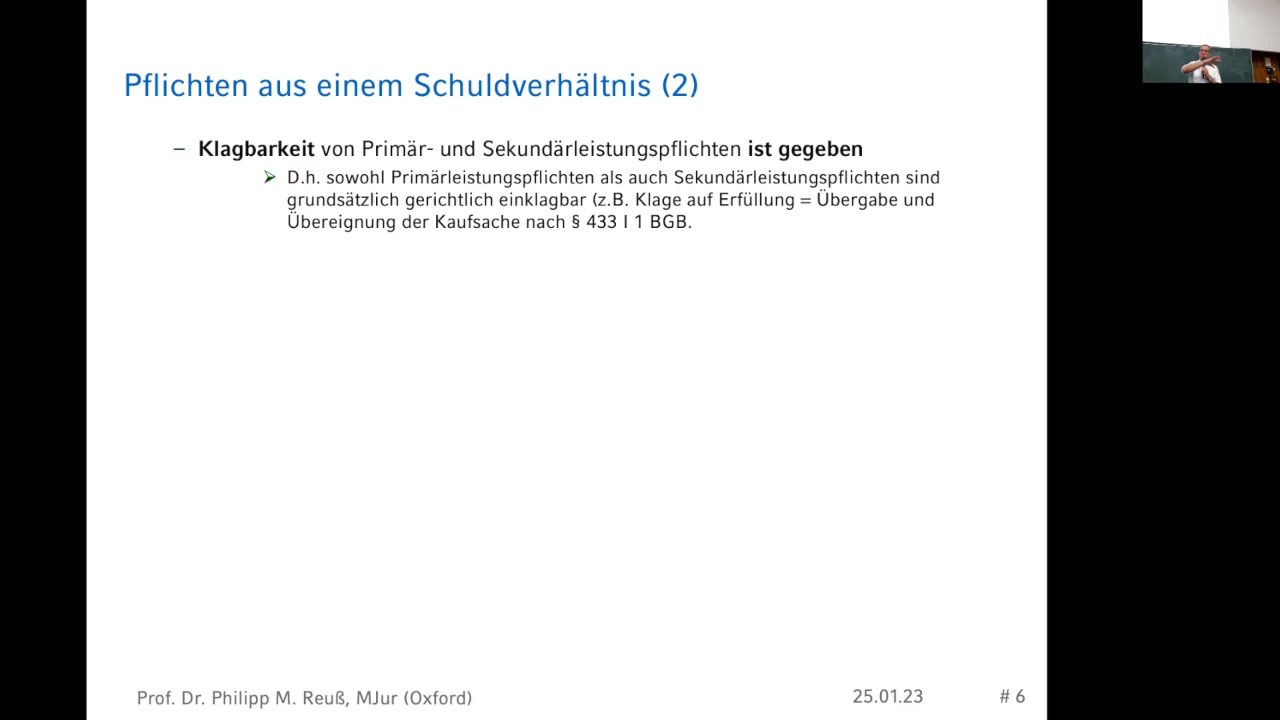 Pflichten aus einem Schuldverhältnis (2)
– Klagbarkeit von Primär- und Sekundärleistungspflichten ist gegeben
➢ D.h. sowohl Primärleistungspflichten als auch Sekundärleistungspflichten sind
grundsätzlich gerichtlich einklagbar (z.B. Klage auf Erfüllung = Übergabe und
Übereignung der Kaufsache nach § 433 I 1 BGB.
Prof. Dr. Philipp M. Reuß, MJur (Oxford)
25.01.23
# 6